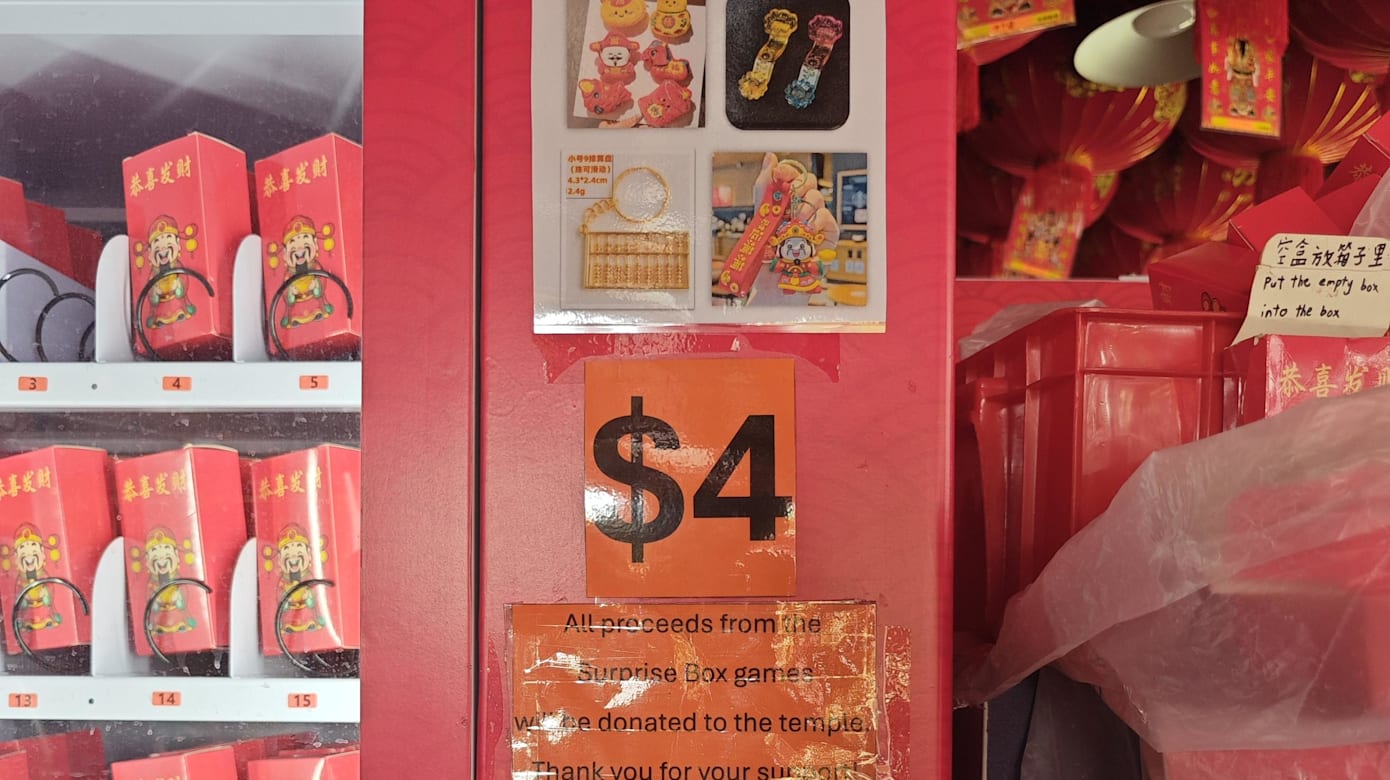 恭喜发财
恭喜发财
3
4
5
恭喜发财
恭喜发财
恭喜发财
13
14
15
小号9排算盘
(珠可滑动)
4.3*2.4cm
2.4g
$4
All proceeds from the
Surprise Box games
will be donated to the temple.
Thank you for your support!
空盒放箱子里
Put the empty box
into the box
恭喜发财